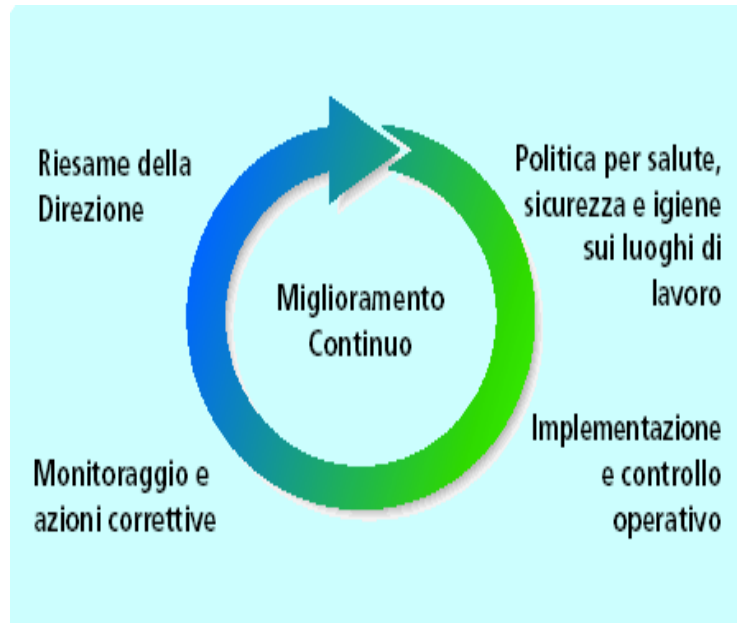 Riesame della
Direzione
Politica per salute,
sicurezza e igiene
sui luoghi di
lavoro
Miglioramento
Continuo
Implementazione
e controllo
operativo
Monitoraggio e
azioni correttive